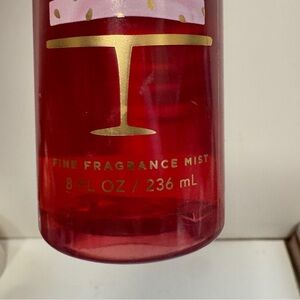 FINE FRAGRANCE MIST
8 FL OZ / 236 mL